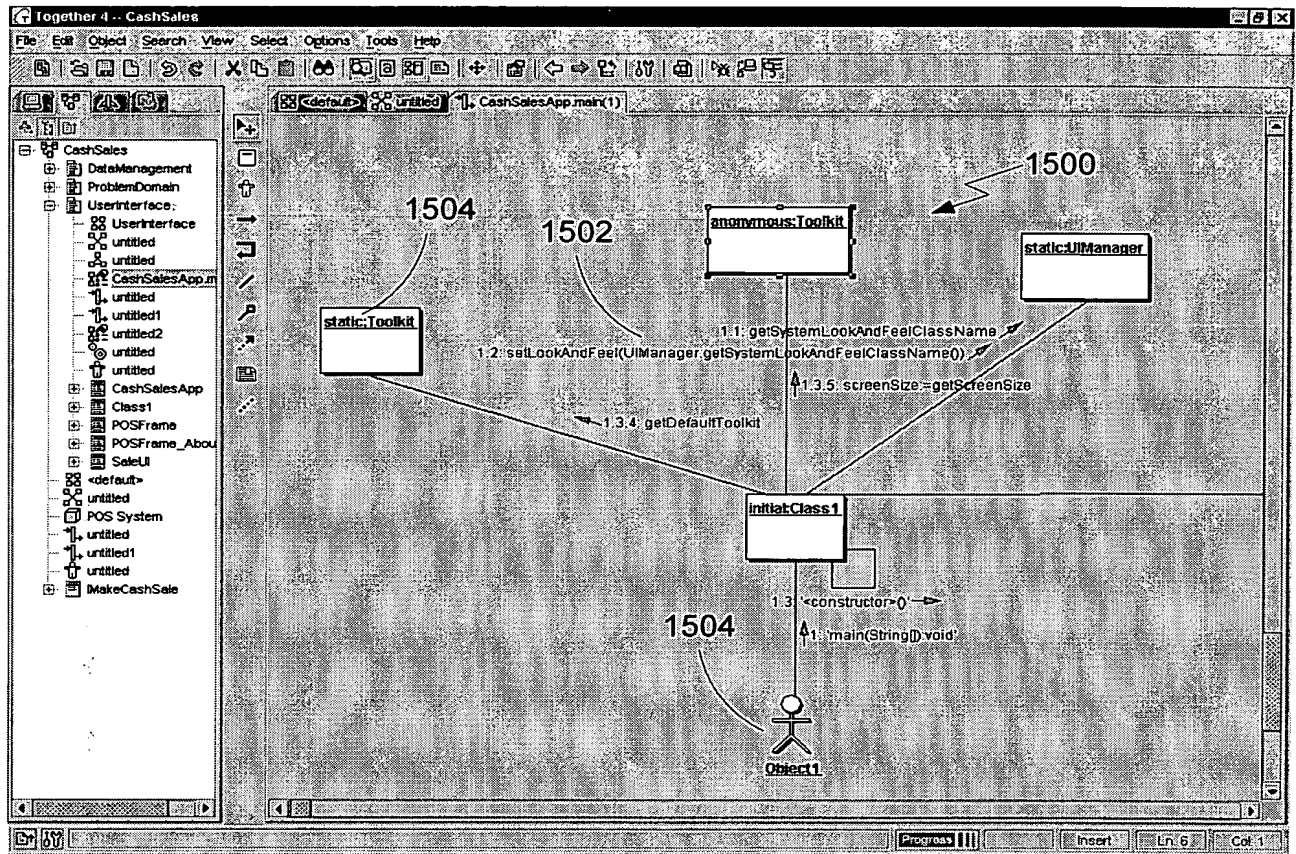 Together 4 -- CashSales
File Edit Object Search View Select Options Tools Help
<default> untitled CashSalesApp.main(1)
CashSales
DataManagement
ProblemDomain
UserInterface;
UserInterface
untitled
untitled
CashSalesApp.m
untitled
untitled1
untitled2
untitled
untitled
CashSalesApp
Class1
POSFrame
POSFrame_Abou
SaleUI
<default>
untitled
POS System
untitled
untitled1
untitled
IMakeCashSale
1500
1504
1502
anonymous:Toolkit
static:UIManager
static:Toolkit
1.1: getSystemLookAndFeelClassName
1.2: setLookAndFeel(UIManager.getSystemLookAndFeelClassName())
1.3.5: screenSize:=getScreenSize
1.3.4: getDefaultToolkit
initial:Class1
1.3: '<constructor>()'
1504
1: 'main(String[]):void'
Object1
Progress Insert Ln: 6 Col: 1